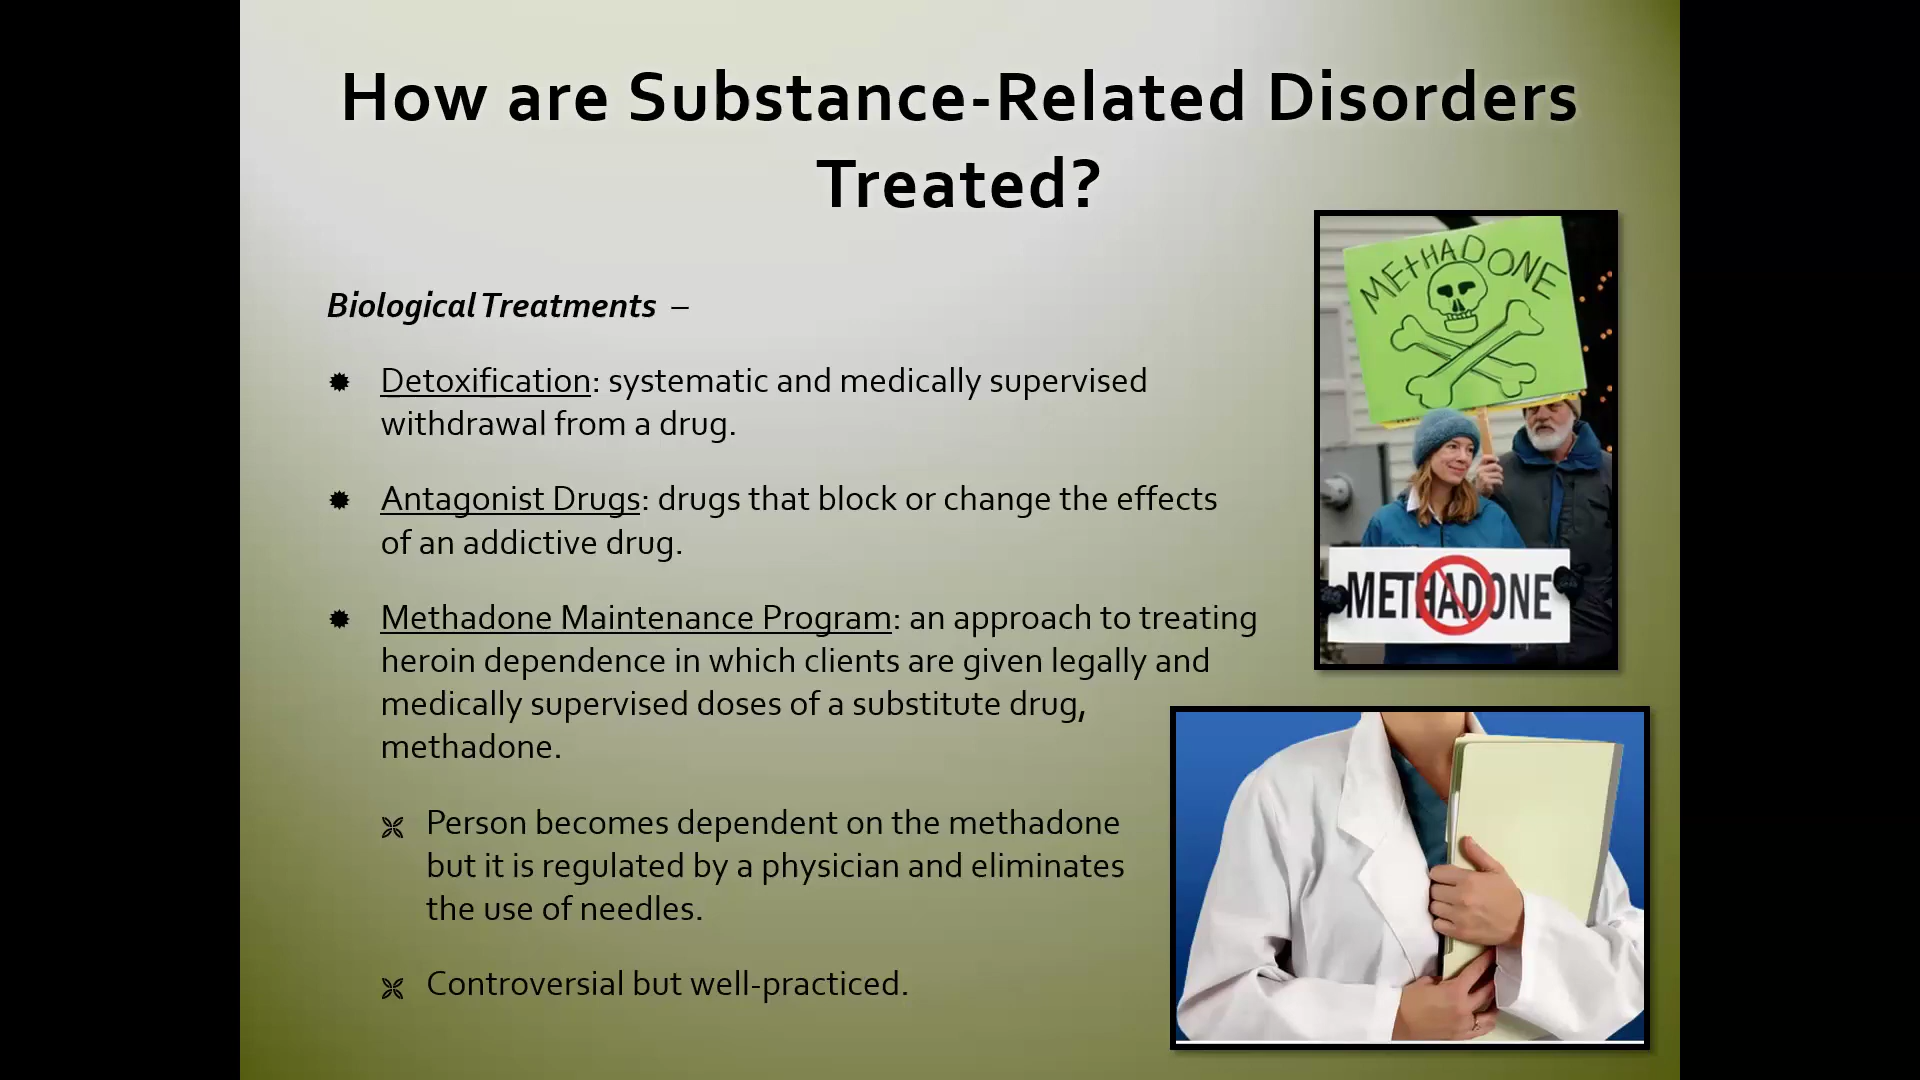 How are Substance-Related Disorders
Treated?
Biological Treatments –
Detoxification: systematic and medically supervised
withdrawal from a drug.
Antagonist Drugs: drugs that block or change the effects
of an addictive drug.
Methadone Maintenance Program: an approach to treating
heroin dependence in which clients are given legally and
medically supervised doses of a substitute drug,
methadone.
Person becomes dependent on the methadone
but it is regulated by a physician and eliminates
the use of needles.
Controversial but well-practiced.
METHADONE
METHADONE